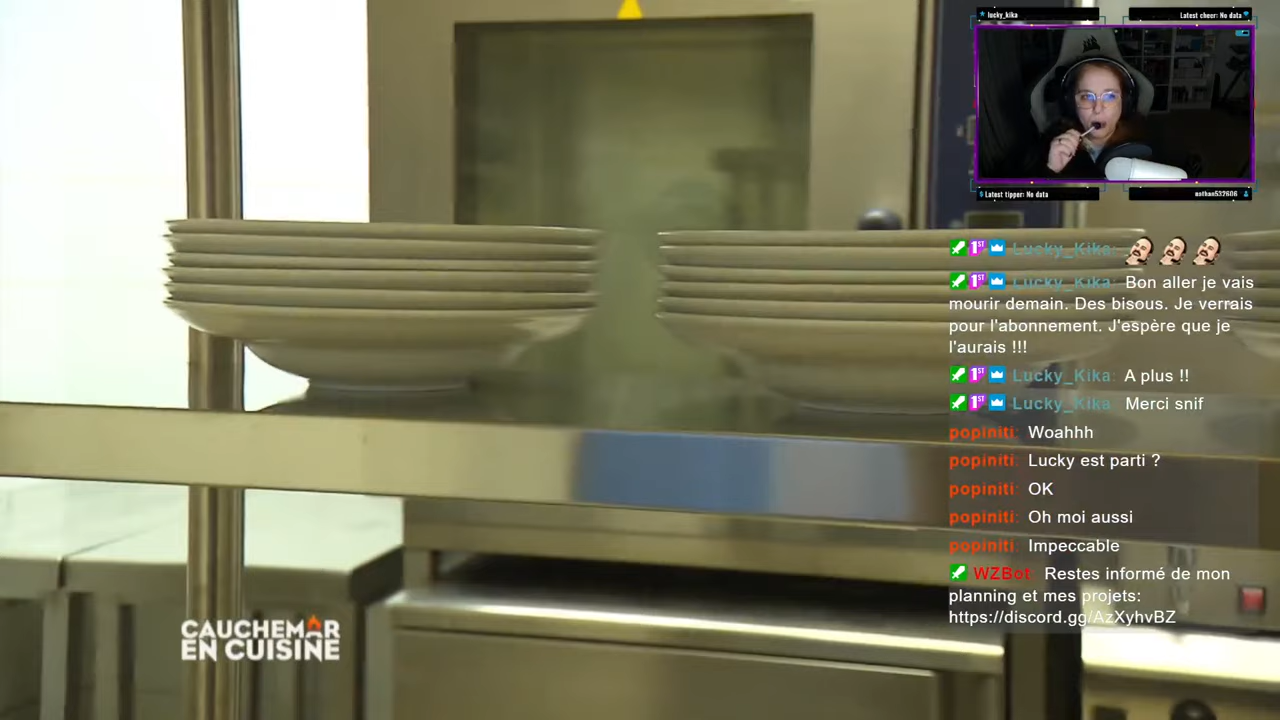 lucky_kika
Latest cheer: No data
Latest tipper: No data
nathan532606
Lucky_Kika:
Lucky_Kika: Bon aller je vais
mourir demain. Des bisous. Je verrais
pour l'abonnement. J'espère que je
l'aurais !!!
Lucky_Kika: A plus !!
Lucky_Kika: Merci snif
popiniti: Woahhh
popiniti: Lucky est parti ?
popiniti: OK
popiniti: Oh moi aussi
popiniti: Impeccable
WZBot: Restes informé de mon
planning et mes projets:
https://discord.gg/AzXyhvBZ
CAUCHEMAR
EN CUISINE